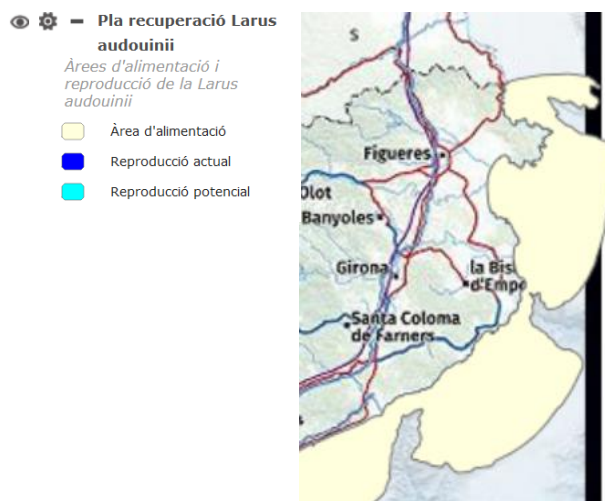 Pla recuperació Larus
audouinii
Àrees d'alimentació i
reproducció de la Larus
audouinii
Àrea d'alimentació
Reproducció actual
Reproducció potencial
S
Figueres
Olot
Banyoles
Girona
la Bis
d'Empo
Santa Coloma
de Farners